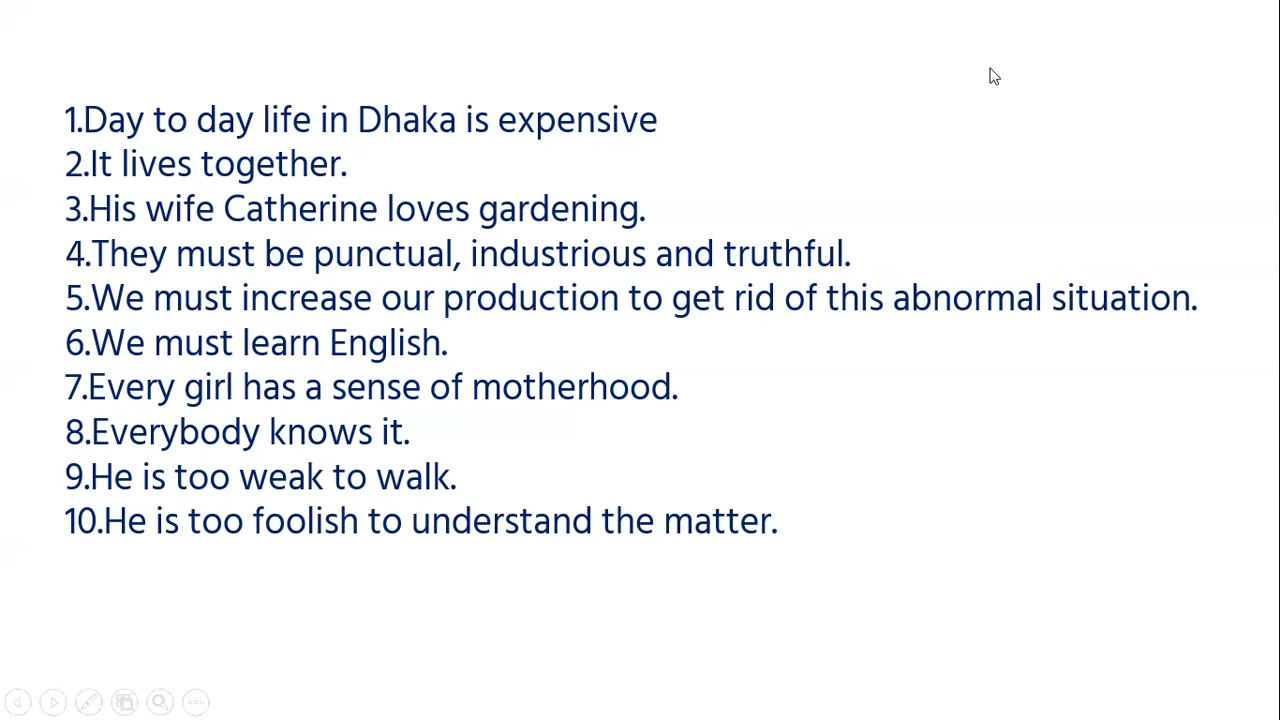 1.Day to day life in Dhaka is expensive
2.It lives together.
3.His wife Catherine loves gardening.
4.They must be punctual, industrious and truthful.
5.We must increase our production to get rid of this abnormal situation.
6.We must learn English.
7.Every girl has a sense of motherhood.
8.Everybody knows it.
9.He is too weak to walk.
10.He is too foolish to understand the matter.